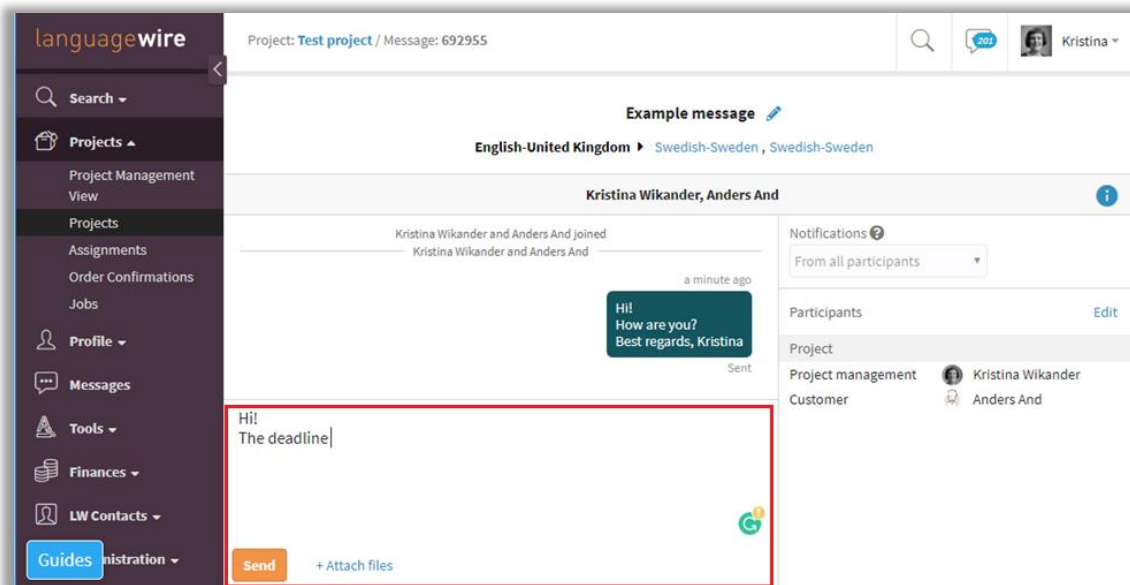 languagewire
Project: Test project / Message: 692955
201
Kristina
Search
Projects
Project Management
View
Projects
Assignments
Order Confirmations
Jobs
Profile
Messages
Tools
Finances
LW Contacts
nistration
Guides
Example message
English-United Kingdom Swedish-Sweden , Swedish-Sweden
Kristina Wikander, Anders And
Kristina Wikander and Anders And joined
Kristina Wikander and Anders And
a minute ago
Hi!
How are you?
Best regards, Kristina
Sent
Hi!
The deadline
Send
+ Attach files
Notifications
From all participants
Participants
Edit
Project
Project management Kristina Wikander
Customer Anders And